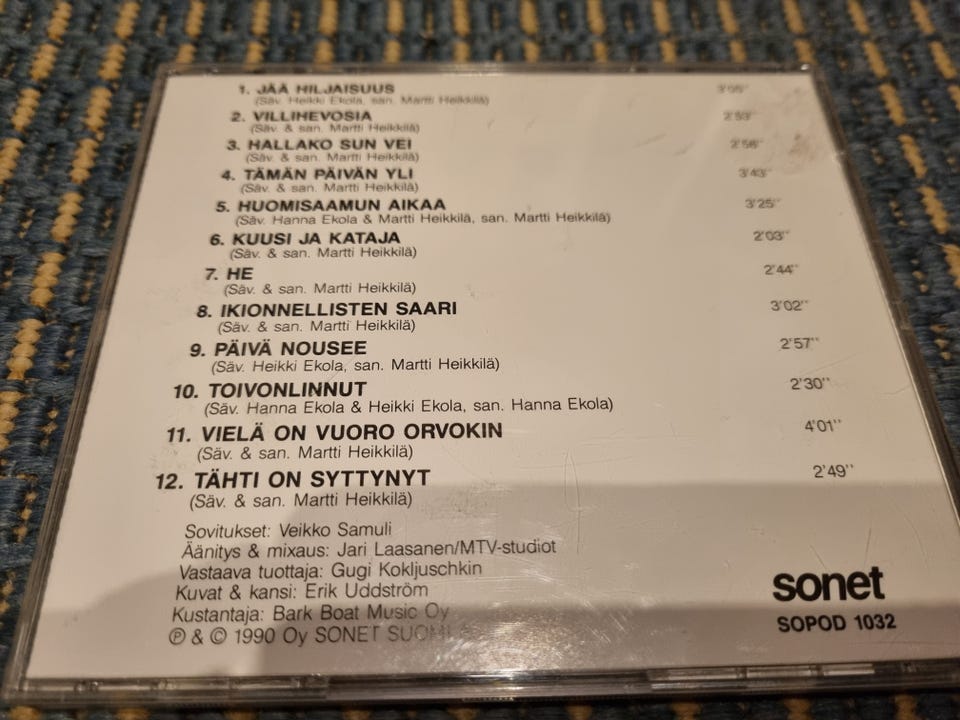 1. JÄÄ HILJAISUUS 3'05''
(Säv. Heikki Ekola, san. Martti Heikkilä)
2. VILLIHEVOSIA 2'53''
(Säv. & san. Martti Heikkilä)
3. HALLAKO SUN VEI 2'56''
(Säv. & san. Martti Heikkilä)
4. TÄMÄN PÄIVÄN YLI 3'43''
(Säv. & san. Martti Heikkilä)
5. HUOMISAAMUN AIKAA 3'25''
(Säv. Hanna Ekola & Martti Heikkilä, san. Martti Heikkilä)
6. KUUSI JA KATAJA 2'03''
(Säv. & san. Martti Heikkilä)
7. HE 2'44''
(Säv. & san. Martti Heikkilä)
8. IKIONNELLISTEN SAARI 3'02''
(Säv. & san. Martti Heikkilä)
9. PÄIVÄ NOUSEE 2'57''
(Säv. Heikki Ekola, san. Martti Heikkilä)
10. TOIVONLINNUT 2'30''
(Säv. Hanna Ekola & Heikki Ekola, san. Hanna Ekola)
11. VIELÄ ON VUORO ORVOKIN 4'01''
(Säv. & san. Martti Heikkilä)
12. TÄHTI ON SYTTYNYT 2'49''
(Säv. & san. Martti Heikkilä)
Sovitukset: Veikko Samuli
Äänitys & mixaus: Jari Laasanen/MTV-studiot
Vastaava tuottaja: Gugi Kokljuschkin
Kuvat & kansi: Erik Uddström
Kustantaja: Bark Boat Music Oy
℗ & © 1990 Oy SONET SUOMI
sonet
SOPOD 1032